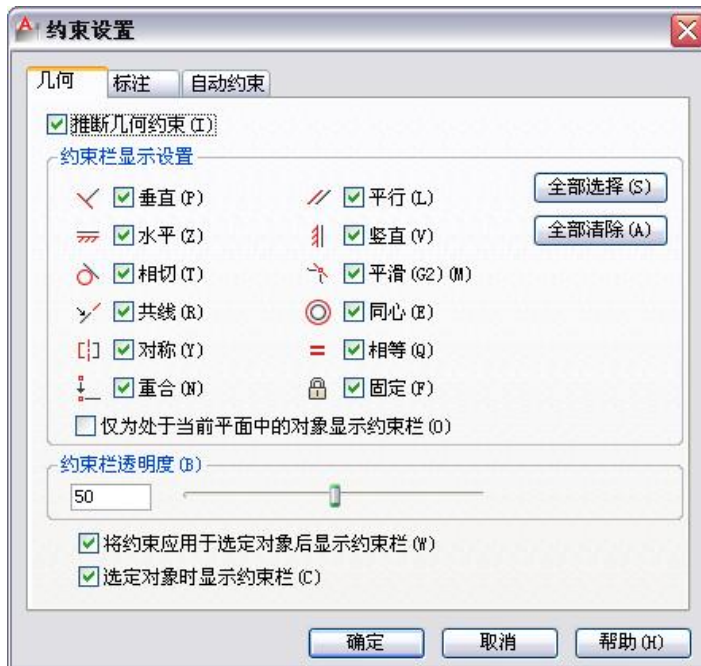 约束设置
几何 标注 自动约束
推断几何约束(I)
约束栏显示设置
垂直(P) 平行(L) 全部选择(S)
水平(Z) 竖直(V) 全部清除(A)
相切(T) 平滑(G2)(M)
共线(R) 同心(E)
对称(Y) 相等(Q)
重合(N) 固定(F)
仅为处于当前平面中的对象显示约束栏(O)
约束栏透明度(B)
50
将约束应用于选定对象后显示约束栏(W)
选定对象时显示约束栏(C)
确定 取消 帮助(H)